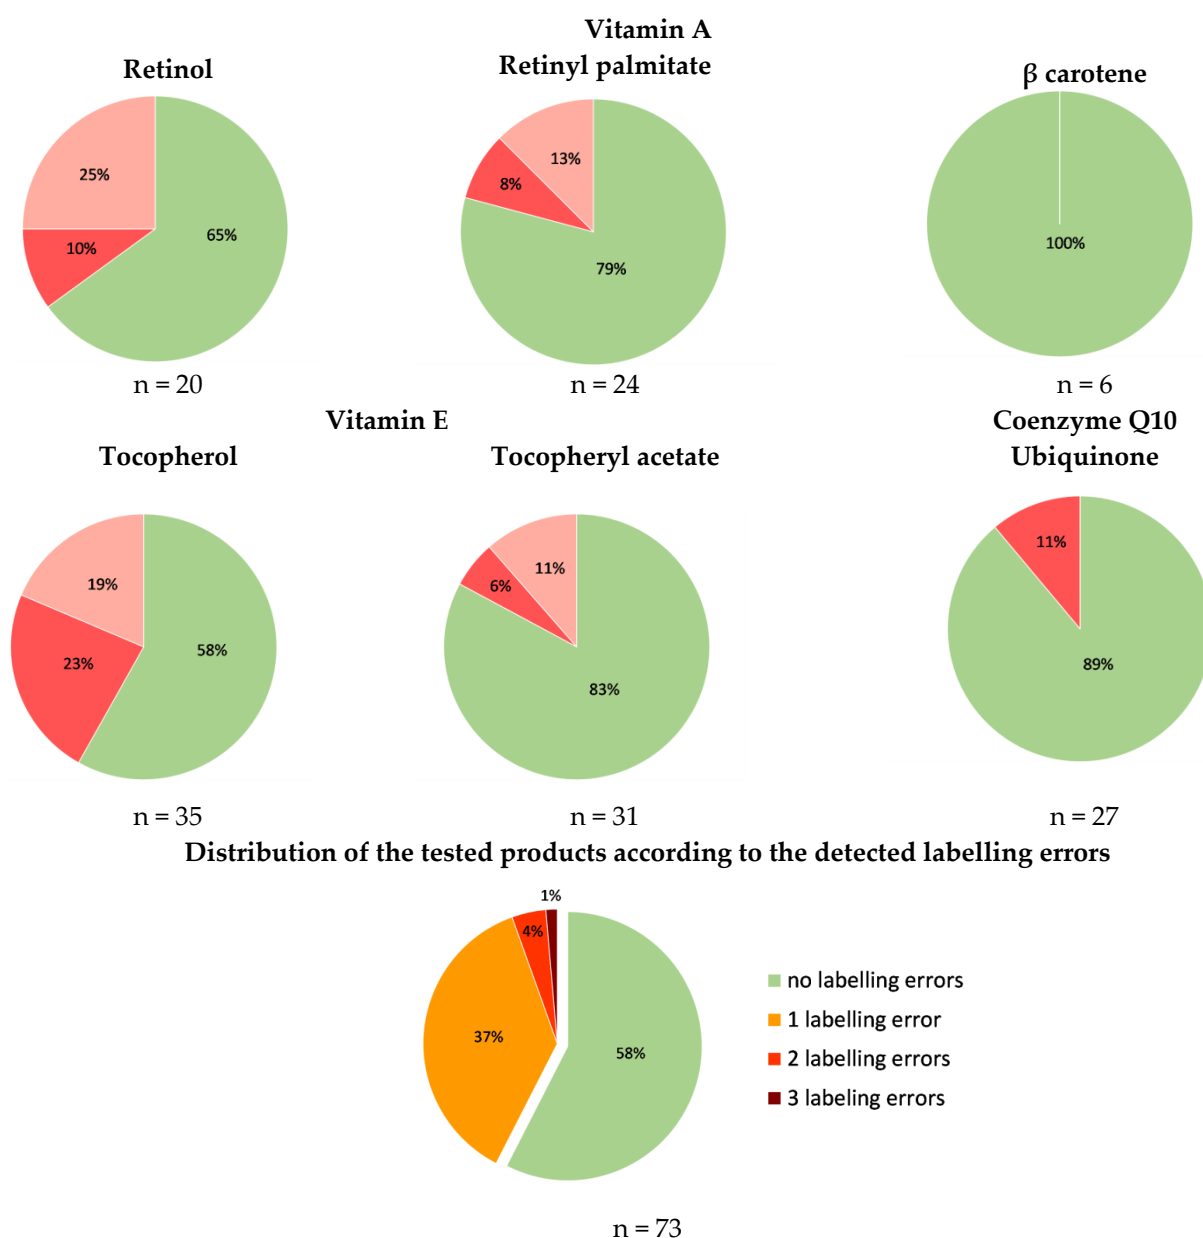 Vitamin A
Retinol
Retinyl palmitate
β carotene
25%
10%
65%
13%
8%
79%
100%
n = 20
n = 24
n = 6
Vitamin E
Coenzyme Q10
Tocopherol
Tocopheryl acetate
Ubiquinone
19%
23%
58%
11%
6%
83%
11%
89%
n = 35
n = 31
n = 27
Distribution of the tested products according to the detected labelling errors
1%
4%
37%
58%
no labelling errors
1 labelling error
2 labelling errors
3 labeling errors
n = 73